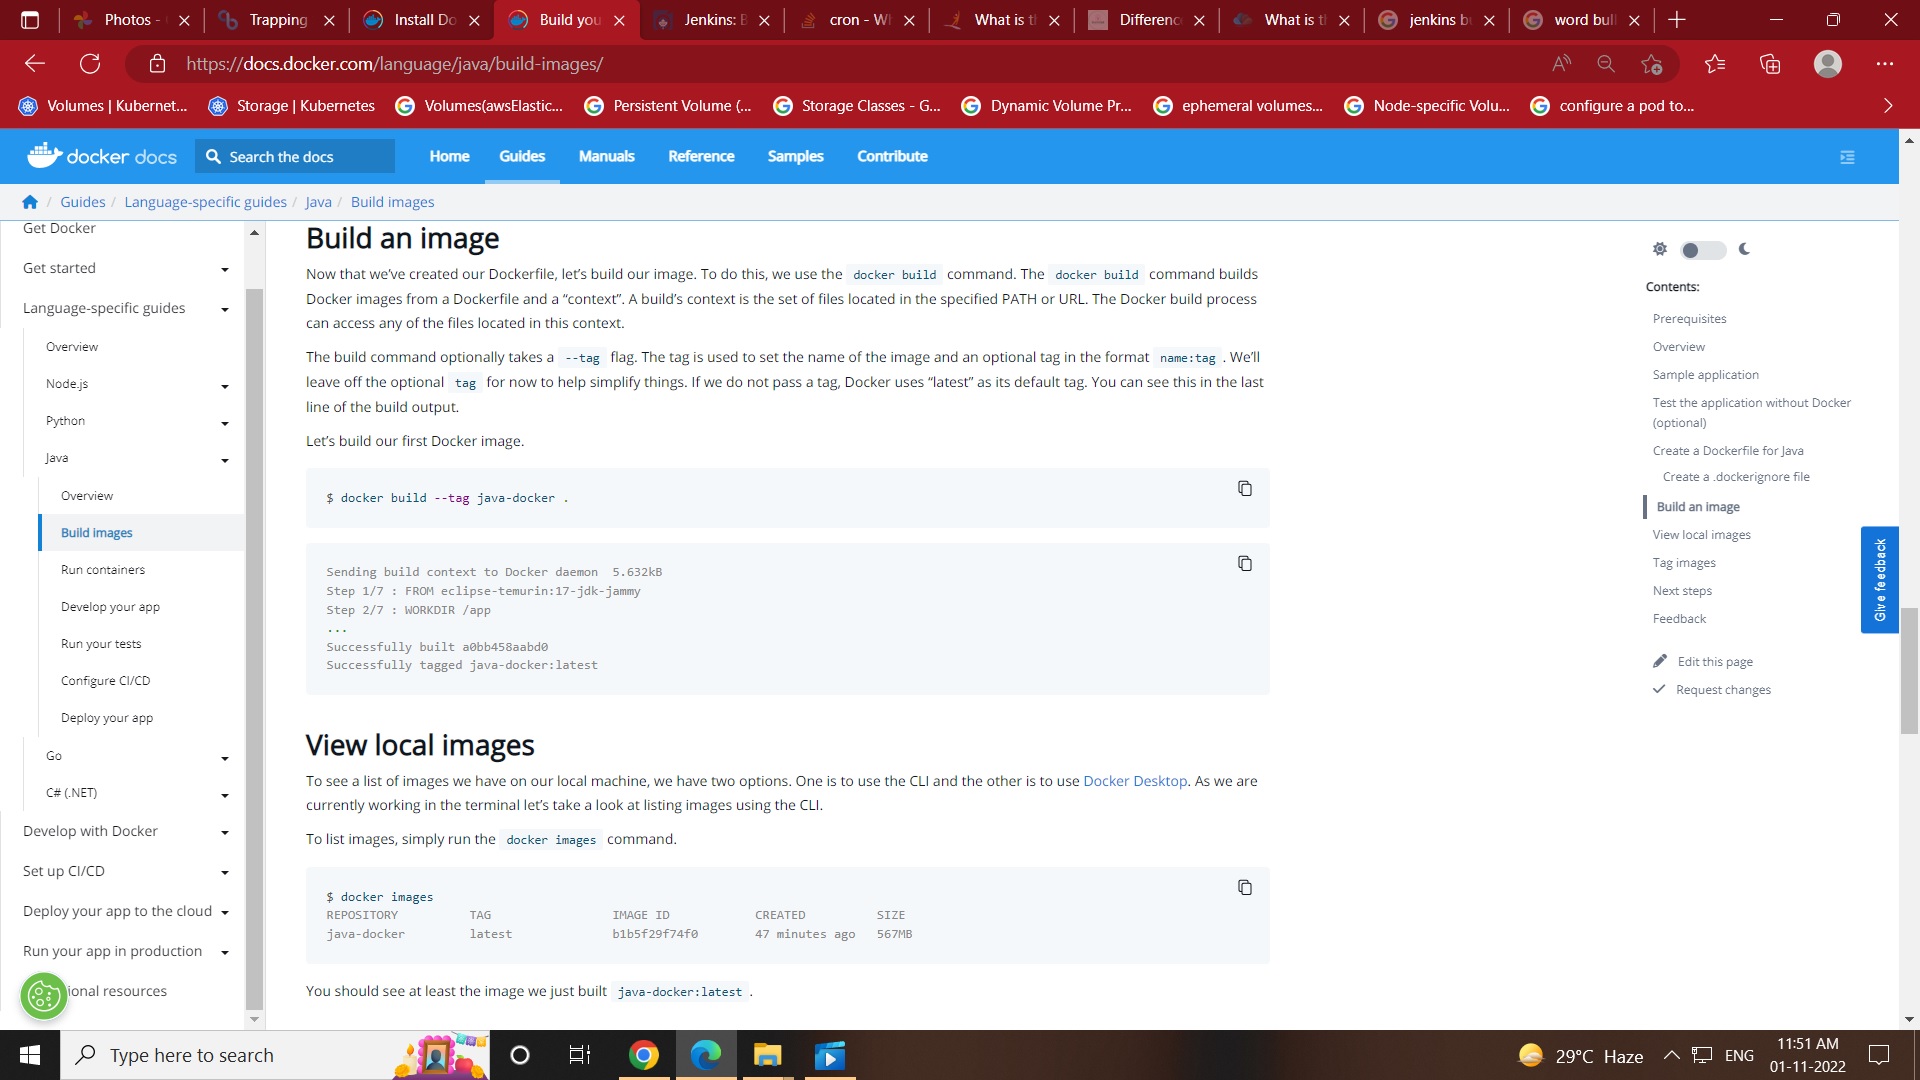 Photos -
Trapping
Install Do
Build you
Jenkins: B
cron - Wh
What is th
Differenc
What is th
jenkins bu
word bull
https://docs.docker.com/language/java/build-images/
Volumes | Kubernet...
Storage | Kubernetes
Volumes(awsElastic...
Persistent Volume (...
Storage Classes - G...
Dynamic Volume Pr...
ephemeral volumes...
Node-specific Volu...
configure a pod to...
docker docs
Search the docs
Home
Guides
Manuals
Reference
Samples
Contribute
/ Guides / Language-specific guides / Java / Build images
Get Docker
Get started
Language-specific guides
Overview
Node.js
Python
Java
Overview
Build images
Run containers
Develop your app
Run your tests
Configure CI/CD
Deploy your app
Go
C# (.NET)
Develop with Docker
Set up CI/CD
Deploy your app to the cloud
Run your app in production
ional resources
Build an image
Now that we’ve created our Dockerfile, let’s build our image. To do this, we use the docker build command. The docker build command builds
Docker images from a Dockerfile and a “context”. A build’s context is the set of files located in the specified PATH or URL. The Docker build process
can access any of the files located in this context.
The build command optionally takes a --tag flag. The tag is used to set the name of the image and an optional tag in the format name:tag . We’ll
leave off the optional tag for now to help simplify things. If we do not pass a tag, Docker uses “latest” as its default tag. You can see this in the last
line of the build output.
Let’s build our first Docker image.
$ docker build --tag java-docker .
Sending build context to Docker daemon  5.632kB
Step 1/7 : FROM eclipse-temurin:17-jdk-jammy
Step 2/7 : WORKDIR /app
...
Successfully built a0bb458aabd0
Successfully tagged java-docker:latest
View local images
To see a list of images we have on our local machine, we have two options. One is to use the CLI and the other is to use Docker Desktop. As we are
currently working in the terminal let’s take a look at listing images using the CLI.
To list images, simply run the docker images command.
$ docker images
REPOSITORY          TAG                 IMAGE ID            CREATED          SIZE
java-docker         latest              b1b5f29f74f0        47 minutes ago   567MB
You should see at least the image we just built java-docker:latest .
Contents:
Prerequisites
Overview
Sample application
Test the application without Docker
(optional)
Create a Dockerfile for Java
Create a .dockerignore file
Build an image
View local images
Tag images
Next steps
Feedback
Edit this page
Request changes
Give feedback
Type here to search
29°C Haze
ENG
11:51 AM
01-11-2022